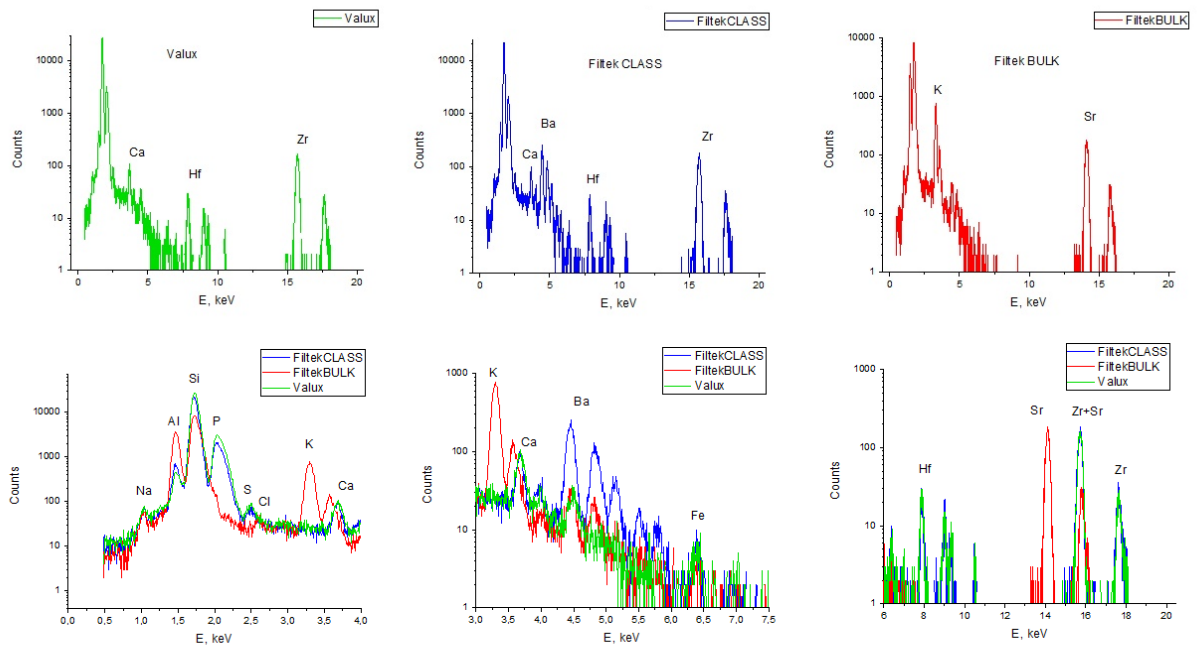 Valux
Valux
Ca
Hf
Zr
Counts
10000
1000
100
10
1
0
5
10
15
20
E, keV
FiltekCLASS
Filtek CLASS
Ca
Ba
Hf
Zr
Counts
10000
1000
100
10
1
0
5
10
15
20
E, keV
FiltekBULK
Filtek BULK
K
Sr
Counts
10000
1000
100
10
1
0
5
10
15
20
E, keV
FiltekCLASS
FiltekBULK
Valux
Si
Al
P
K
Na
S
Cl
Ca
Counts
10000
1000
100
10
1
0,0
0,5
1,0
1,5
2,0
2,5
3,0
3,5
4,0
E, keV
FiltekCLASS
FiltekBULK
Valux
K
Ca
Ba
Fe
Counts
1000
100
10
1
3,0
3,5
4,0
4,5
5,0
5,5
6,0
6,5
7,0
7,5
E, keV
FiltekCLASS
FiltekBULK
Valux
Sr
Zr+Sr
Hf
Zr
Counts
1000
100
10
1
6
8
10
12
14
16
18
20
E, keV